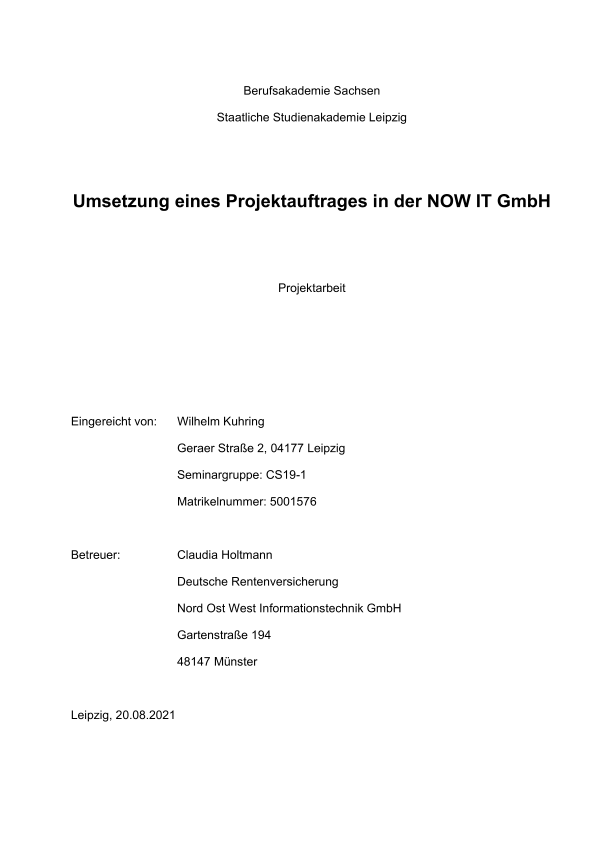 Berufsakademie Sachsen
Staatliche Studienakademie Leipzig
Umsetzung eines Projektauftrages in der NOW IT GmbH
Projektarbeit
Eingereicht von: Wilhelm Kuhring
Geraer Straße 2, 04177 Leipzig
Seminargruppe: CS19-1
Matrikelnummer: 5001576
Betreuer: Claudia Holtmann
Deutsche Rentenversicherung
Nord Ost West Informationstechnik GmbH
Gartenstraße 194
48147 Münster
Leipzig, 20.08.2021